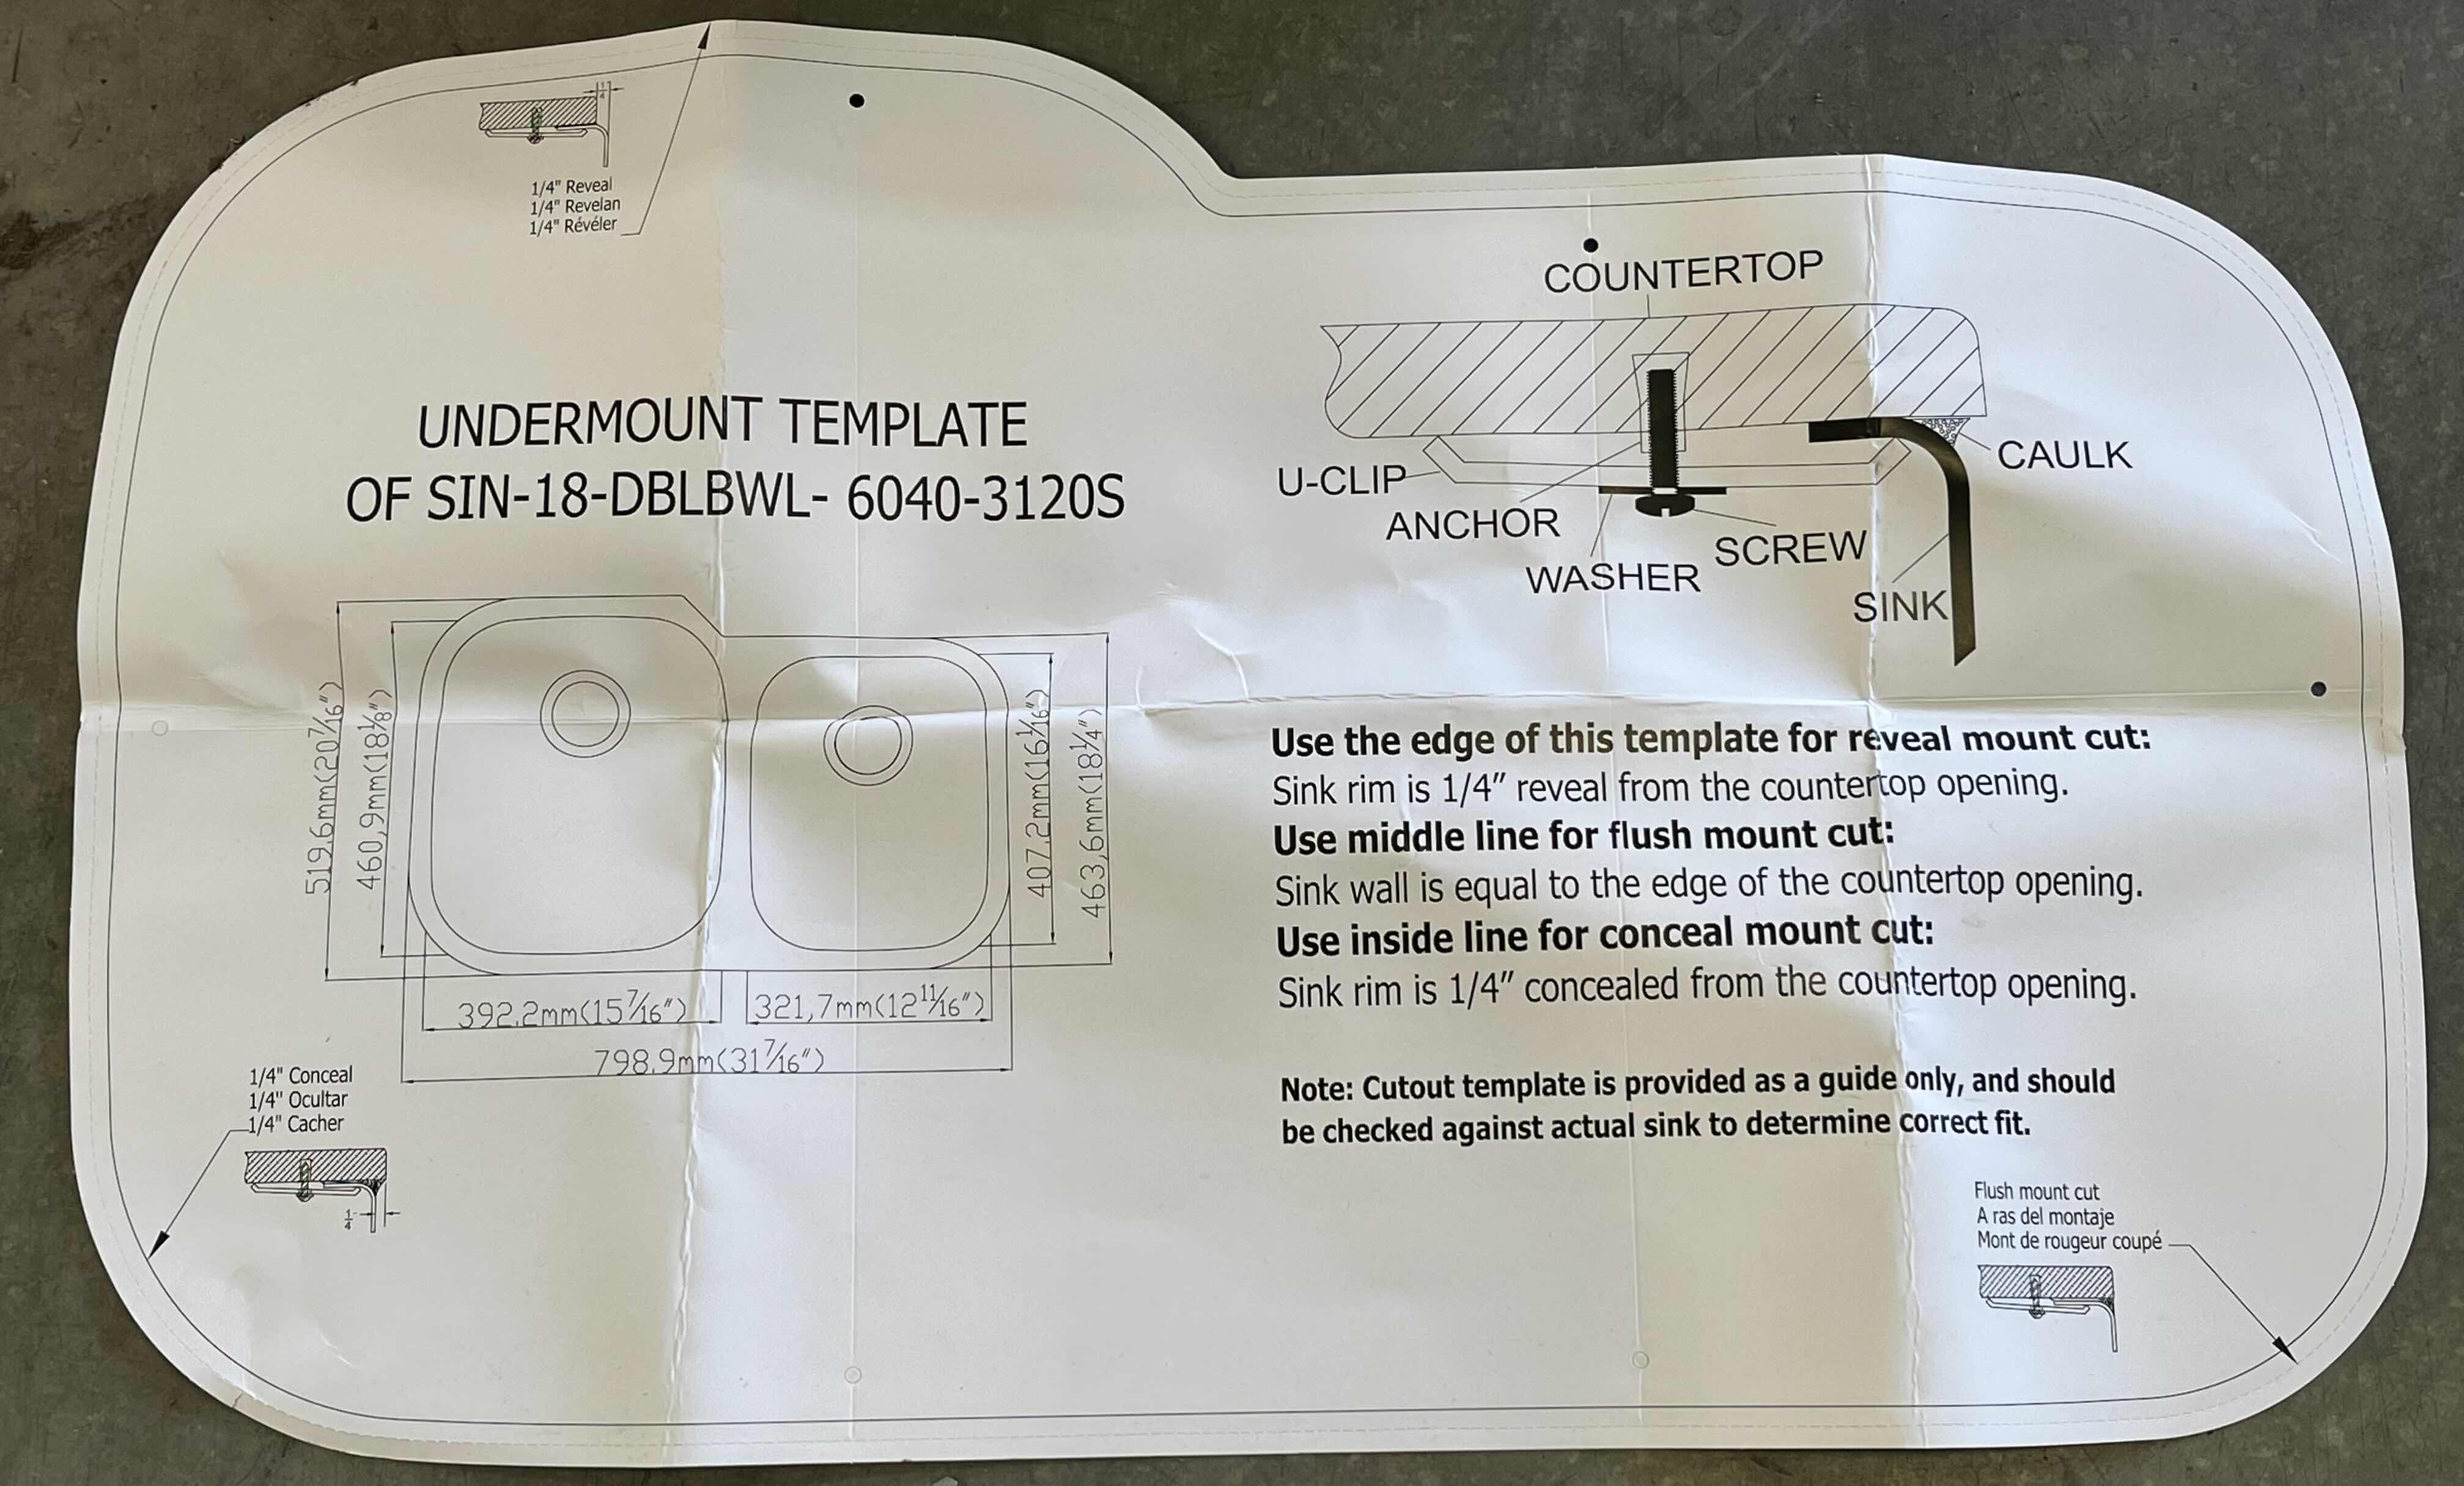 1/4
1/4" Reveal
1/4" Revelan
1/4" Révéler
UNDERMOUNT TEMPLATE
OF SIN-18-DBLBWL- 6040-3120S
COUNTERTOP
CAULK
U-CLIP
ANCHOR
SCREW
WASHER
SINK
519,6mm(20 7/16")
460,9mm(18 1/8")
407,2mm(16 1/16")
463,6mm(18 1/4")
392,2mm(15 7/16")
321,7mm(12 11/16")
798,9mm(31 7/16")
Use the edge of this template for reveal mount cut:
Sink rim is 1/4" reveal from the countertop opening.
Use middle line for flush mount cut:
Sink wall is equal to the edge of the countertop opening.
Use inside line for conceal mount cut:
Sink rim is 1/4" concealed from the countertop opening.
Note: Cutout template is provided as a guide only, and should
be checked against actual sink to determine correct fit.
1/4" Conceal
1/4" Ocultar
1/4" Cacher
1/4
Flush mount cut
A ras del montaje
Mont de rougeur coupé